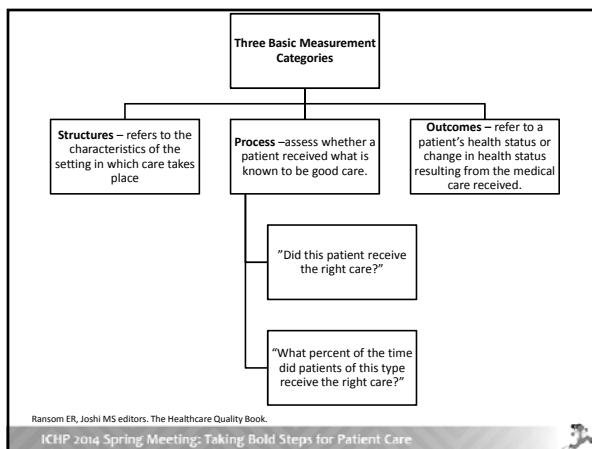 Three Basic Measurement
Categories
Structures – refers to the
characteristics of the
setting in which care takes
place
Process –assess whether a
patient received what is
known to be good care.
Outcomes – refer to a
patient's health status or
change in health status
resulting from the medical
care received.
"Did this patient receive
the right care?"
"What percent of the time
did patients of this type
receive the right care?"
Ransom ER, Joshi MS editors. The Healthcare Quality Book.
ICHP 2014 Spring Meeting: Taking Bold Steps for Patient Care